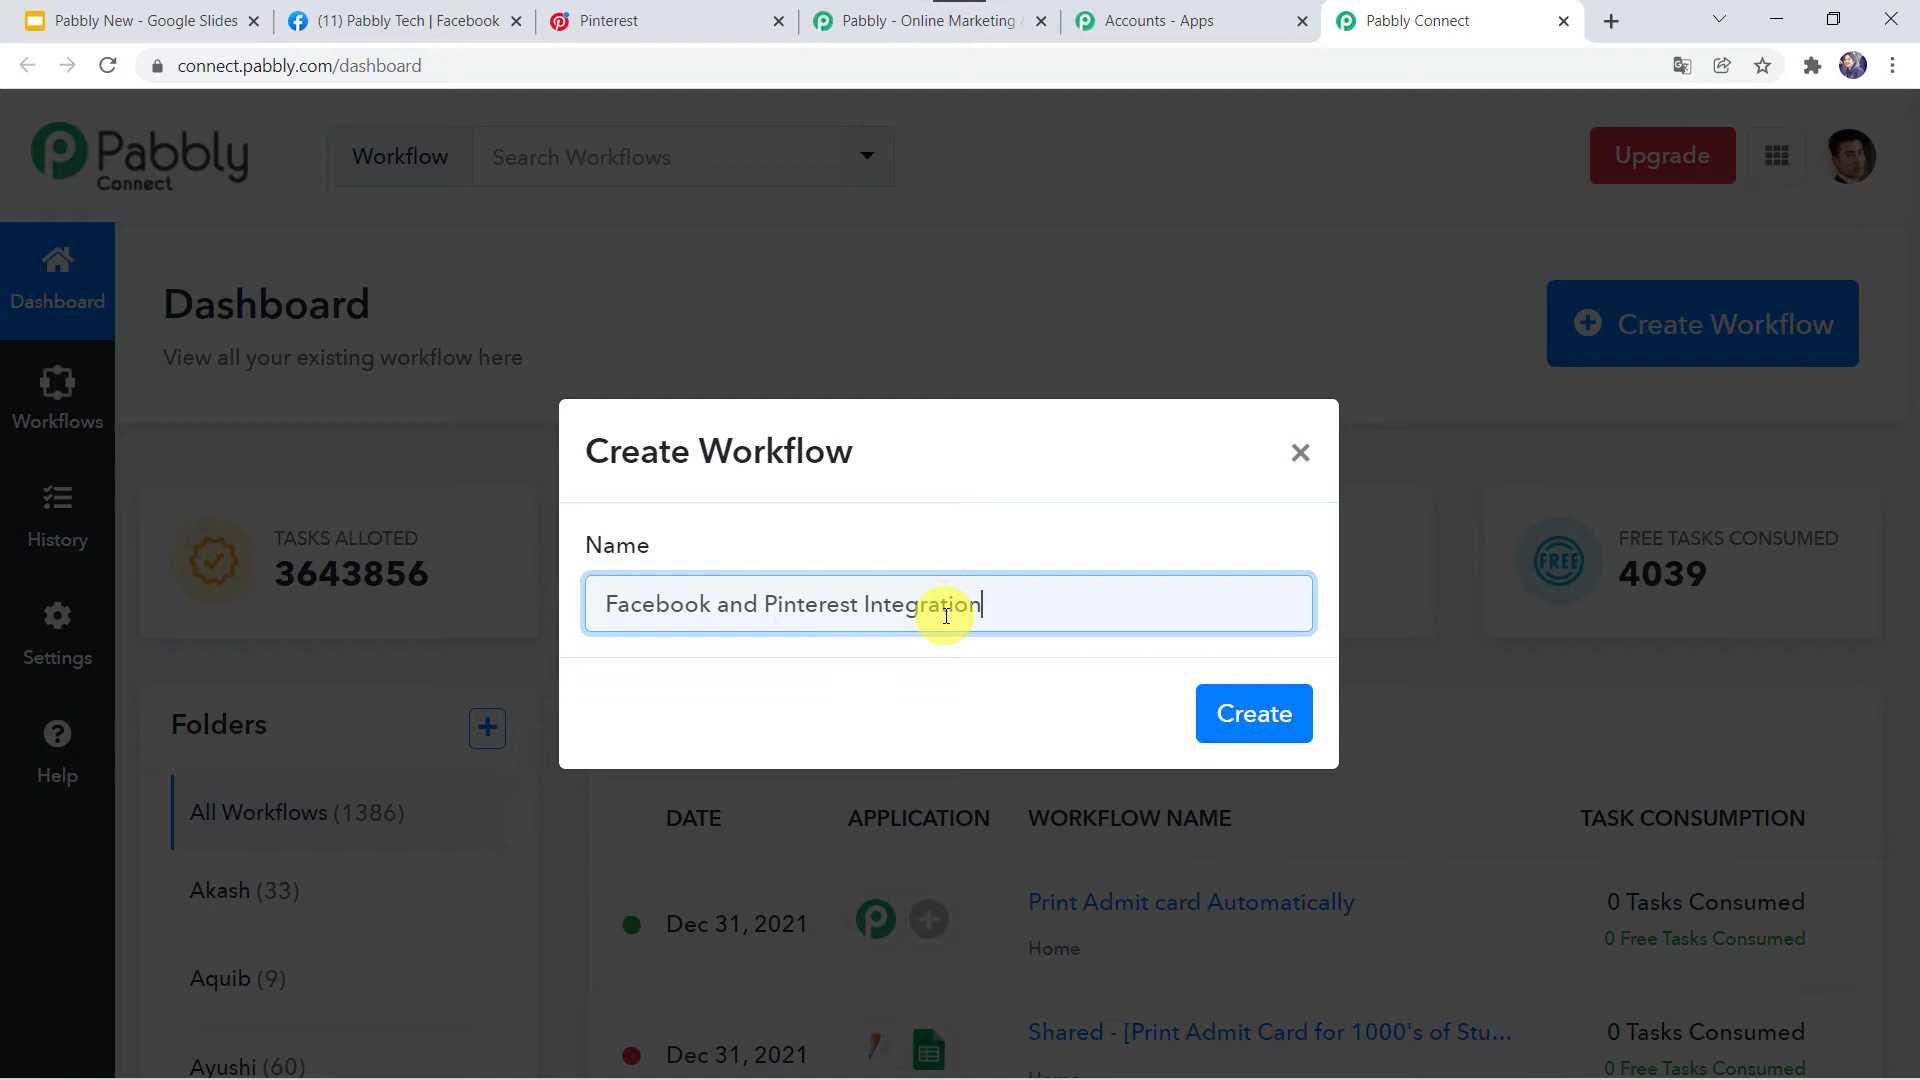 Pabbly New - Google Slides
(11) Pabbly Tech | Facebook
Pinterest
Pabbly - Online Marketing
Accounts - Apps
Pabbly Connect
connect.pabbly.com/dashboard
Pabbly
Connect
Workflow
Search Workflows
Upgrade
Dashboard
Workflows
History
Settings
Help
Dashboard
View all your existing workflow here
Create Workflow
Create Workflow
Name
Facebook and Pinterest Integration
Create
TASKS ALLOTED
3643856
FREE
FREE TASKS CONSUMED
4039
Folders
All Workflows (1386)
Akash (33)
Aquib (9)
Ayushi (60)
DATE APPLICATION WORKFLOW NAME TASK CONSUMPTION
Dec 31, 2021 Print Admit card Automatically 0 Tasks Consumed
Home 0 Free Tasks Consumed
Dec 31, 2021 Shared - [Print Admit Card for 1000's of Stu... 0 Tasks Consumed
0 Free Tasks Consumed